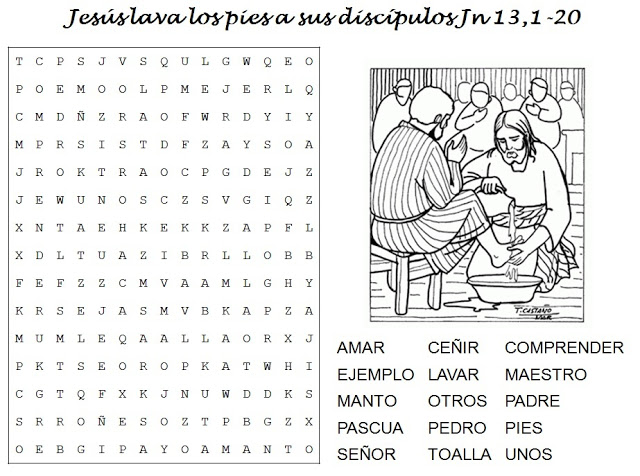 Jesús lava los pies a sus discípulos Jn 13,1-20
T C P S J V S Q U L G W Q E O
P O E M O O L P M E J E R L Q
C M D Ñ Z R A O F W R D Y I Y
M P R S I S T D F Z A Y S O A
J R O K T R A O C P G D E J Z
J E W U N O S C Z S V G I Q Z
X N T A E H K E K K Z A P F L
X D L T U A Z I B R L L O B B
F E F Z Z C M V A A M L G H Y
K R S E J A S M V B K A P Z A
M U M L E Q A A L L A O R X J
P K T S E O R O P K A T W H I
C G T Q F X K J N U W D D K S
S R R O Ñ E S O Z T P B G Z X
O E B G I P A Y O A M A N T O
AMAR CEÑIR COMPRENDER
EJEMPLO LAVAR MAESTRO
MANTO OTROS PADRE
PASCUA PEDRO PIES
SEÑOR TOALLA UNOS